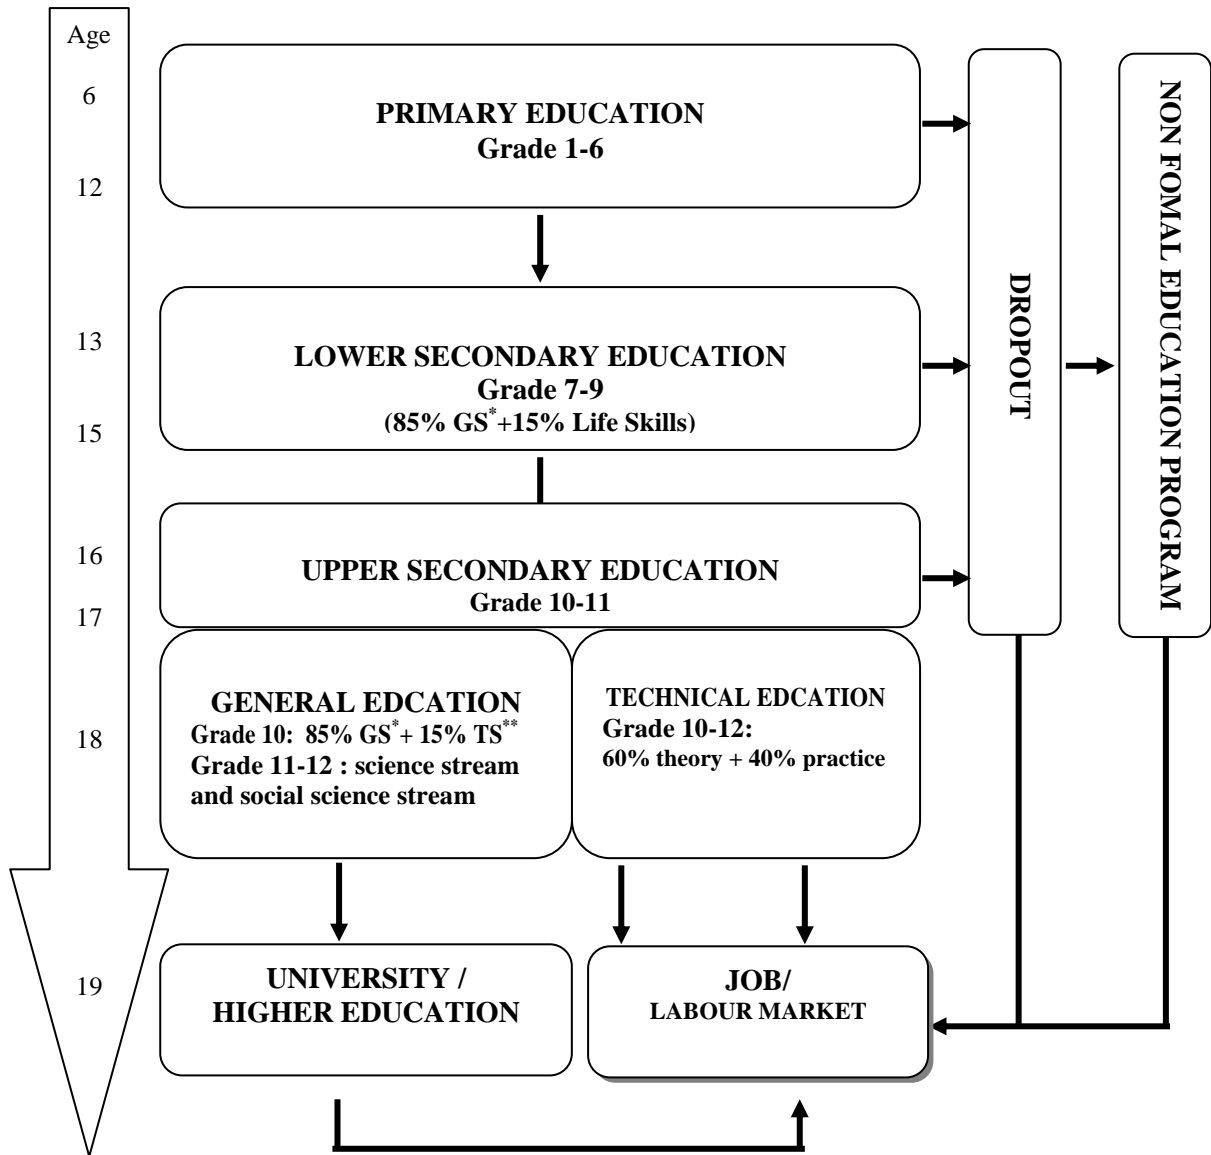 Age
6
12
13
15
16
17
18
19
PRIMARY EDUCATION
Grade 1-6
LOWER SECONDARY EDUCATION
Grade 7-9
(85% GS*+15% Life Skills)
UPPER SECONDARY EDUCATION
Grade 10-11
GENERAL EDCATION
Grade 10: 85% GS*+ 15% TS**
Grade 11-12 : science stream
and social science stream
TECHNICAL EDCATION
Grade 10-12:
60% theory + 40% practice
UNIVERSITY /
HIGHER EDUCATION
JOB/
LABOUR MARKET
DROPOUT
NON FOMAL EDUCATION PROGRAM